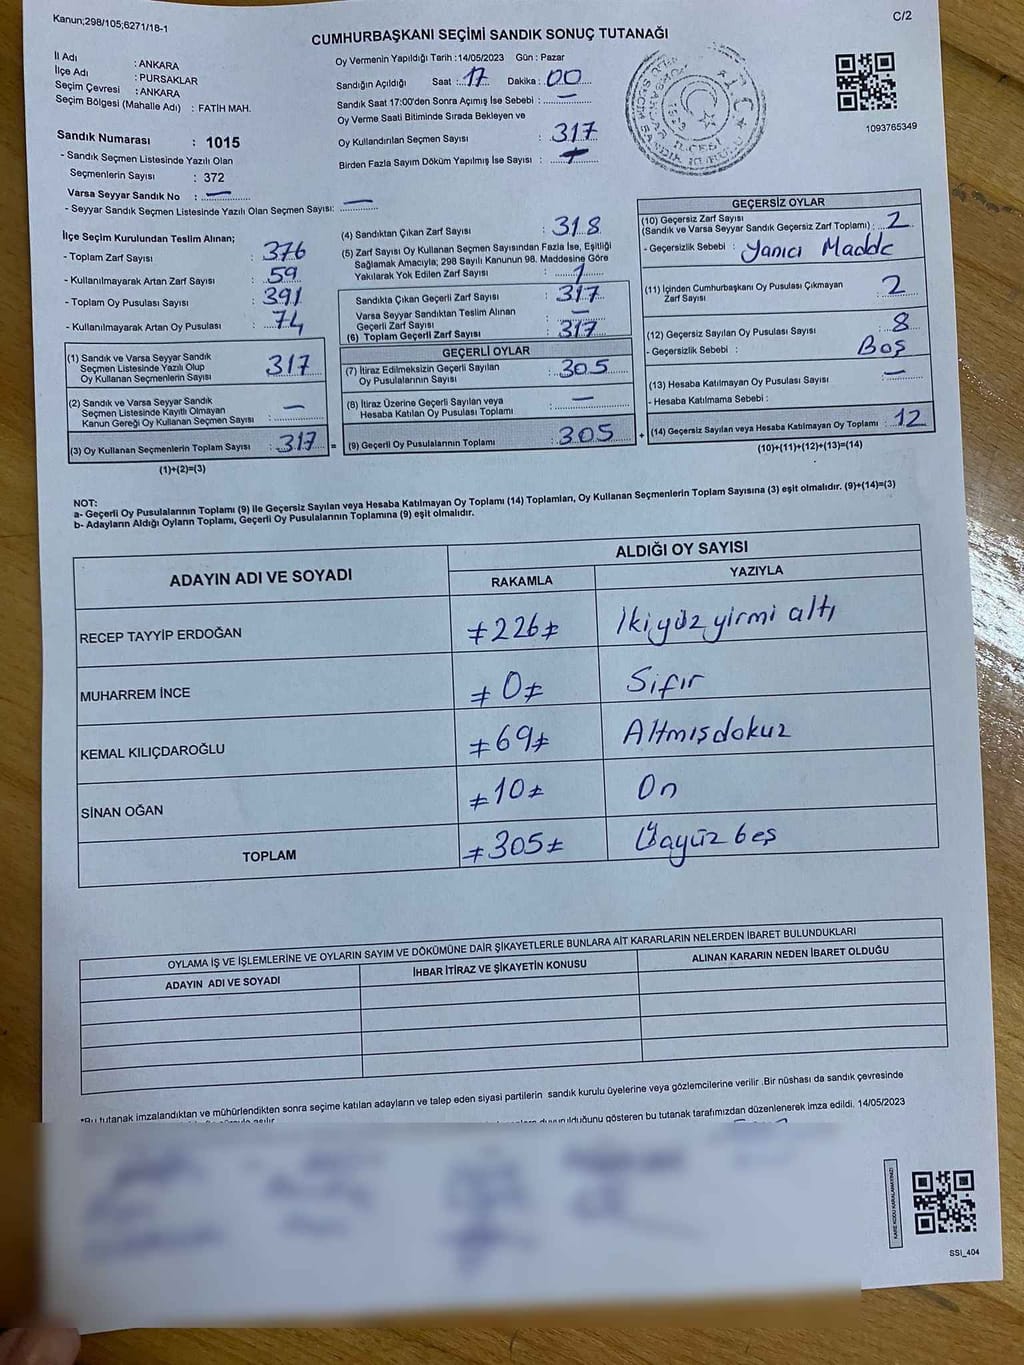 Kanun;298/105;6271/18-1
C/2
CUMHURBAŞKANI SEÇİMİ SANDIK SONUÇ TUTANAĞI
İl Adı : ANKARA
İlçe Adı : PURSAKLAR
Seçim Çevresi : ANKARA
Seçim Bölgesi (Mahalle Adı) : FATİH MAH.
Sandık Numarası : 1015
- Sandık Seçmen Listesinde Yazılı Olan
Seçmenlerin Sayısı : 372
Varsa Seyyar Sandık No : —
- Seyyar Sandık Seçmen Listesinde Yazılı Olan Seçmen Sayısı: —
Oy Vermenin Yapıldığı Tarih :14/05/2023 Gün : Pazar
Sandığın Açıldığı Saat : 17 Dakika : 00
Sandık Saat 17:00'den Sonra Açımış İse Sebebi : —
Oy Verme Saati Bitiminde Sırada Bekleyen ve
Oy Kullandırılan Seçmen Sayısı : 317
Birden Fazla Sayım Döküm Yapılmış İse Sayısı :
T.C.
1093765349
İlçe Seçim Kurulundan Teslim Alınan;
- Toplam Zarf Sayısı : 376
- Kullanılmayarak Artan Zarf Sayısı : 59
- Toplam Oy Pusulası Sayısı : 391
- Kullanılmayarak Artan Oy Pusulası : 74
(1) Sandık ve Varsa Seyyar Sandık
Seçmen Listesinde Yazılı Olup
Oy Kullanan Seçmenlerin Sayısı : 317
(2) Sandık ve Varsa Seyyar Sandık
Seçmen Listesinde Kayıtlı Olmayan
Kanun Gereği Oy Kullanan Seçmen Sayısı : —
(3) Oy Kullanan Seçmenlerin Toplam Sayısı : 317 =
(1)+(2)=(3)
(4) Sandıktan Çıkan Zarf Sayısı : 318
(5) Zarf Sayısı Oy Kullanan Seçmen Sayısından Fazla İse, Eşitliği
Sağlamak Amacıyla; 298 Sayılı Kanunun 98. Maddesine Göre
Yakılarak Yok Edilen Zarf Sayısı : 1
Sandıkta Çıkan Geçerli Zarf Sayısı : 317
Varsa Seyyar Sandıktan Teslim Alınan
Geçerli Zarf Sayısı : —
(6) Toplam Geçerli Zarf Sayısı : 317
GEÇERLİ OYLAR
(7) İtiraz Edilmeksizin Geçerli Sayılan
Oy Pusulalarının Sayısı : 305
(8) İtiraz Üzerine Geçerli Sayılan veya
Hesaba Katılan Oy Pusulası Toplamı : —
(9) Geçerli Oy Pusulalarının Toplamı : 305 +
GEÇERSİZ OYLAR
(10) Geçersiz Zarf Sayısı
(Sandık ve Varsa Seyyar Sandık Geçersiz Zarf Toplamı) : 2
- Geçersizlik Sebebi : Yanıcı Madde
(11) İçinden Cumhurbaşkanı Oy Pusulası Çıkmayan
Zarf Sayısı : 2
(12) Geçersiz Sayılan Oy Pusulası Sayısı : 8
- Geçersizlik Sebebi : Boş
(13) Hesaba Katılmayan Oy Pusulası Sayısı : —
- Hesaba Katılmama Sebebi :
(14) Geçersiz Sayılan veya Hesaba Katılmayan Oy Toplamı : 12
(10)+(11)+(12)+(13)=(14)
NOT:
a- Geçerli Oy Pusulalarının Toplamı (9) ile Geçersiz Sayılan veya Hesaba Katılmayan Oy Toplamı (14) Toplamları, Oy Kullanan Seçmenlerin Toplam Sayısına (3) eşit olmalıdır. (9)+(14)=(3)
b- Adayların Aldığı Oyların Toplamı, Geçerli Oy Pusulalarının Toplamına (9) eşit olmalıdır.
ADAYIN ADI VE SOYADI
ALDIĞI OY SAYISI
RAKAMLA YAZIYLA
RECEP TAYYİP ERDOĞAN ≠226≠ İkiyüz yirmi altı
MUHARREM İNCE ≠0≠ Sıfır
KEMAL KILIÇDAROĞLU ≠69≠ Altmışdokuz
SİNAN OĞAN ≠10≠ On
TOPLAM ≠305≠ Üçyüz beş
OYLAMA İŞ VE İŞLEMLERİNE VE OYLARIN SAYIM VE DÖKÜMÜNE DAİR ŞİKAYETLERLE BUNLARA AİT KARARLARIN NELERDEN İBARET BULUNDUKLARI
ADAYIN ADI VE SOYADI İHBAR İTİRAZ VE ŞİKAYETİN KONUSU ALINAN KARARIN NEDEN İBARET OLDUĞU
*Bu tutanak imzalandıktan ve mühürlendikten sonra seçime katılan adayların ve talep eden siyasi partilerin sandık kurulu üyelerine veya gözlemcilerine verilir .Bir nüshası da sandık çevresinde
duyurulduğunu gösteren bu tutanak tarafımızdan düzenlenerek imza edildi. 14/05/2023
KARE KODU KARALAMAYINIZ!
SSİ_404